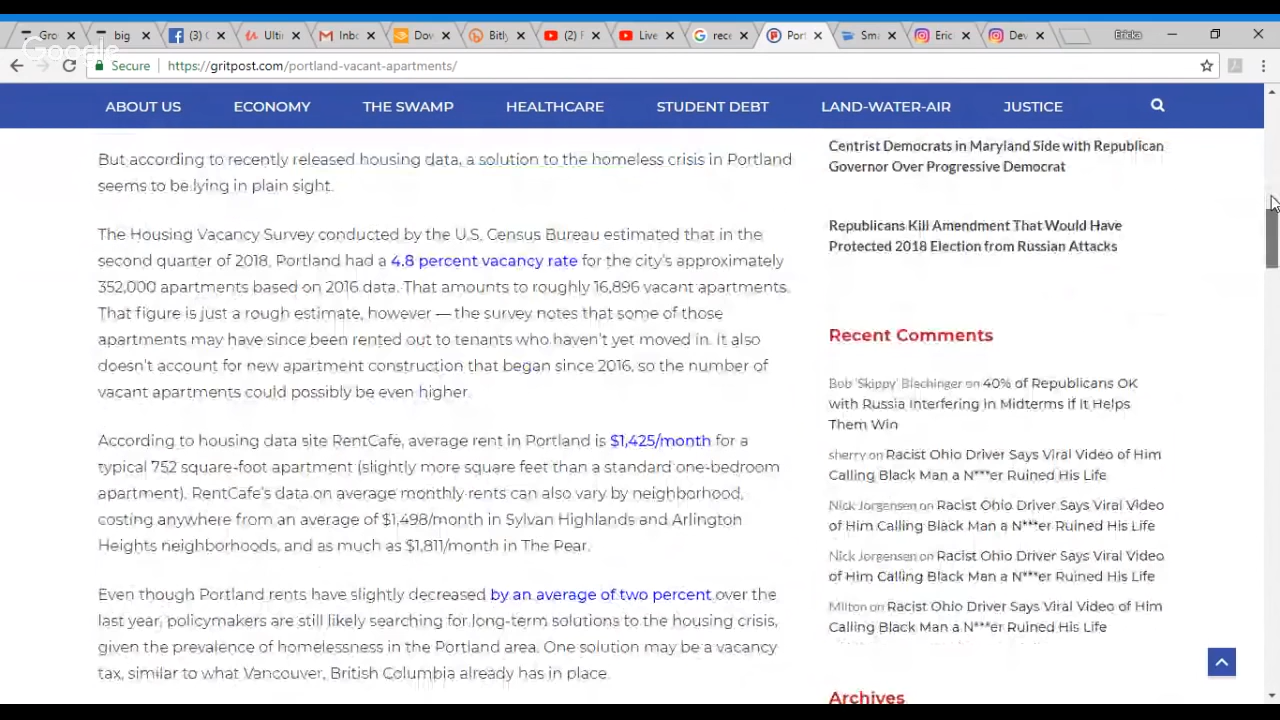 Gro
big
(3)
Ulti
Inb
Dov
Bitly
(2) F
Live
rece
Port
Sma
Eric
Dev
Ericka
Google
Secure
https://gritpost.com/portland-vacant-apartments/
ABOUT US
ECONOMY
THE SWAMP
HEALTHCARE
STUDENT DEBT
LAND-WATER-AIR
JUSTICE
But according to recently released housing data, a solution to the homeless crisis in Portland
seems to be lying in plain sight.
The Housing Vacancy Survey conducted by the U.S. Census Bureau estimated that in the
second quarter of 2018, Portland had a 4.8 percent vacancy rate for the city's approximately
352,000 apartments based on 2016 data. That amounts to roughly 16,896 vacant apartments.
That figure is just a rough estimate, however — the survey notes that some of those
apartments may have since been rented out to tenants who haven't yet moved in. It also
doesn't account for new apartment construction that began since 2016, so the number of
vacant apartments could possibly be even higher.
According to housing data site RentCafe, average rent in Portland is $1,425/month for a
typical 752 square-foot apartment (slightly more square feet than a standard one-bedroom
apartment). RentCafe's data on average monthly rents can also vary by neighborhood,
costing anywhere from an average of $1,498/month in Sylvan Highlands and Arlington
Heights neighborhoods, and as much as $1,811/month in The Pear.
Even though Portland rents have slightly decreased by an average of two percent over the
last year, policymakers are still likely searching for long-term solutions to the housing crisis,
given the prevalence of homelessness in the Portland area. One solution may be a vacancy
tax, similar to what Vancouver, British Columbia already has in place.
Centrist Democrats in Maryland Side with Republican
Governor Over Progressive Democrat
Republicans Kill Amendment That Would Have
Protected 2018 Election from Russian Attacks
Recent Comments
Bob 'Skippy' Blechinger on 40% of Republicans OK
with Russia Interfering in Midterms if It Helps
Them Win
sherry on Racist Ohio Driver Says Viral Video of Him
Calling Black Man a N***er Ruined His Life
Nick Jorgensen on Racist Ohio Driver Says Viral Video
of Him Calling Black Man a N***er Ruined His Life
Nick Jorgensen on Racist Ohio Driver Says Viral Video
of Him Calling Black Man a N***er Ruined His Life
Milton on Racist Ohio Driver Says Viral Video of Him
Calling Black Man a N***er Ruined His Life
Archives